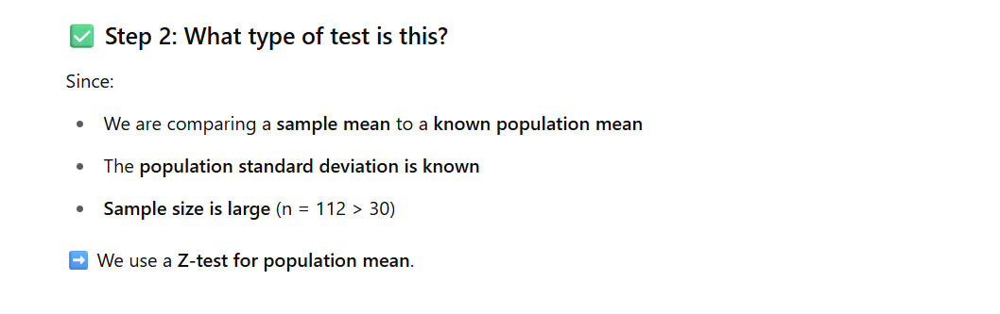 ✅ Step 2: What type of test is this?
Since:
• We are comparing a sample mean to a known population mean
• The population standard deviation is known
• Sample size is large (n = 112 > 30)
➡️ We use a Z-test for population mean.